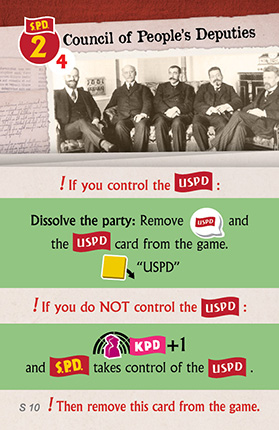 S.P.D.
2
4
Council of People's Deputies
! If you control the USPD :
Dissolve the party: Remove USPD and
the USPD card from the game.
"USPD"
! If you do NOT control the USPD :
KPD +1
and S.P.D. takes control of the USPD .
S 10 ! Then remove this card from the game.